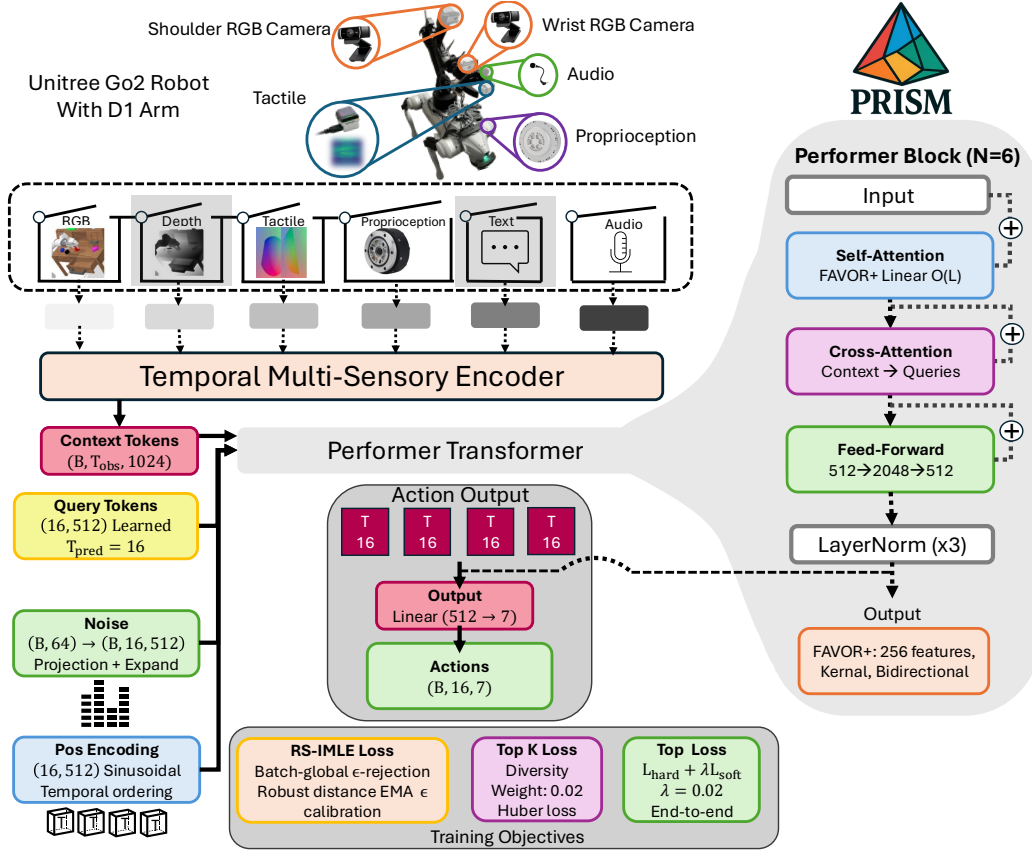 Shoulder RGB Camera
Wrist RGB Camera
Unitree Go2 Robot
With D1 Arm
Audio
Tactile
Proprioception
PRISM
RGB
Depth
Tactile
Proprioception
Text
Audio
Temporal Multi-Sensory Encoder
Context Tokens
(B, T_obs, 1024)
Query Tokens
(16, 512) Learned
T_pred = 16
Noise
(B, 64) → (B, 16, 512)
Projection + Expand
Pos Encoding
(16, 512) Sinusoidal
Temporal ordering
T
T
T
T
Performer Transformer
Action Output
T
16
T
16
T
16
T
16
Output
Linear (512 → 7)
Actions
(B, 16, 7)
RS-IMLE Loss
Batch-global ϵ-rejection
Robust distance EMA ϵ
calibration
Top K Loss
Diversity
Weight: 0.02
Huber loss
Top Loss
L_hard + λL_soft
λ = 0.02
End-to-end
Training Objectives
Performer Block (N=6)
Input
+
Self-Attention
FAVOR+ Linear O(L)
+
Cross-Attention
Context → Queries
+
Feed-Forward
512→2048→512
LayerNorm (x3)
Output
FAVOR+: 256 features,
Kernal, Bidirectional